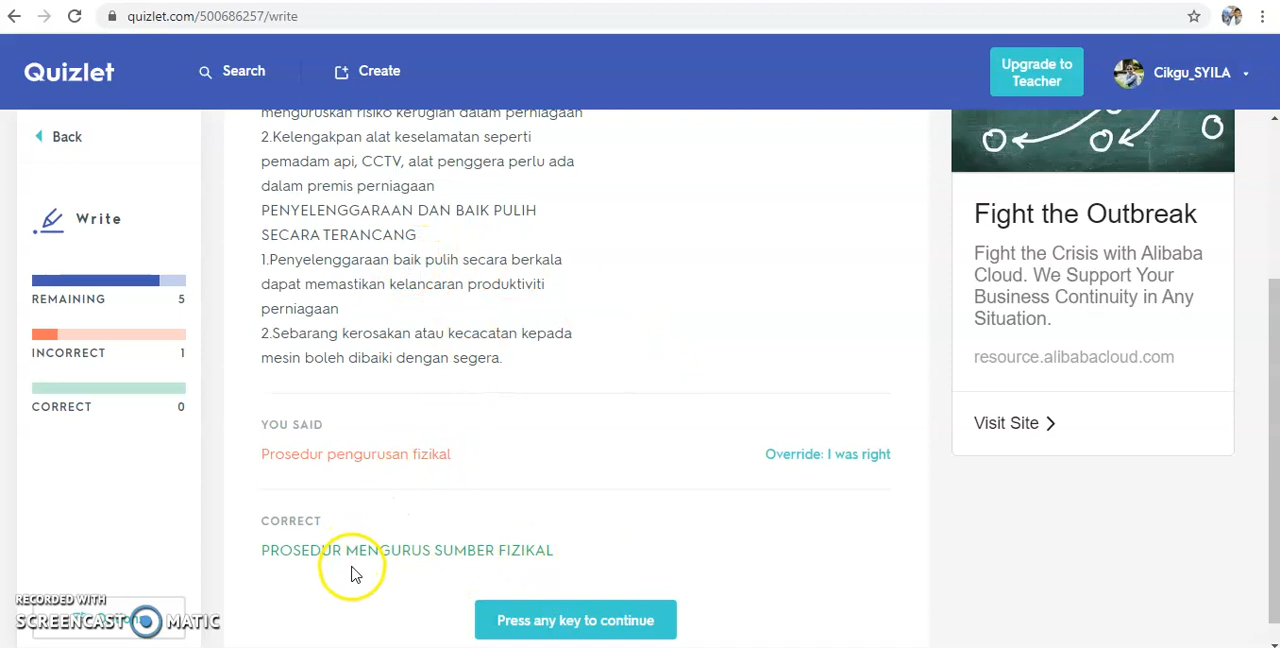 quizlet.com/500686257/write
Quizlet
Search
Create
Upgrade to
Teacher
Cikgu_SYILA
Back
Write
REMAINING 5
INCORRECT 1
CORRECT 0
menguruskan risiko kerugian dalam perniagaan
2.Kelengakpan alat keselamatan seperti
pemadam api, CCTV, alat penggera perlu ada
dalam premis perniagaan
PENYELENGGARAAN DAN BAIK PULIH
SECARA TERANCANG
1.Penyelenggaraan baik pulih secara berkala
dapat memastikan kelancaran produktiviti
perniagaan
2.Sebarang kerosakan atau kecacatan kepada
mesin boleh dibaiki dengan segera.
YOU SAID
Prosedur pengurusan fizikal
Override: I was right
CORRECT
PROSEDUR MENGURUS SUMBER FIZIKAL
Press any key to continue
Fight the Outbreak
Fight the Crisis with Alibaba
Cloud. We Support Your
Business Continuity in Any
Situation.
resource.alibabacloud.com
Visit Site
RECORDED WITH
SCREENCAST MATIC